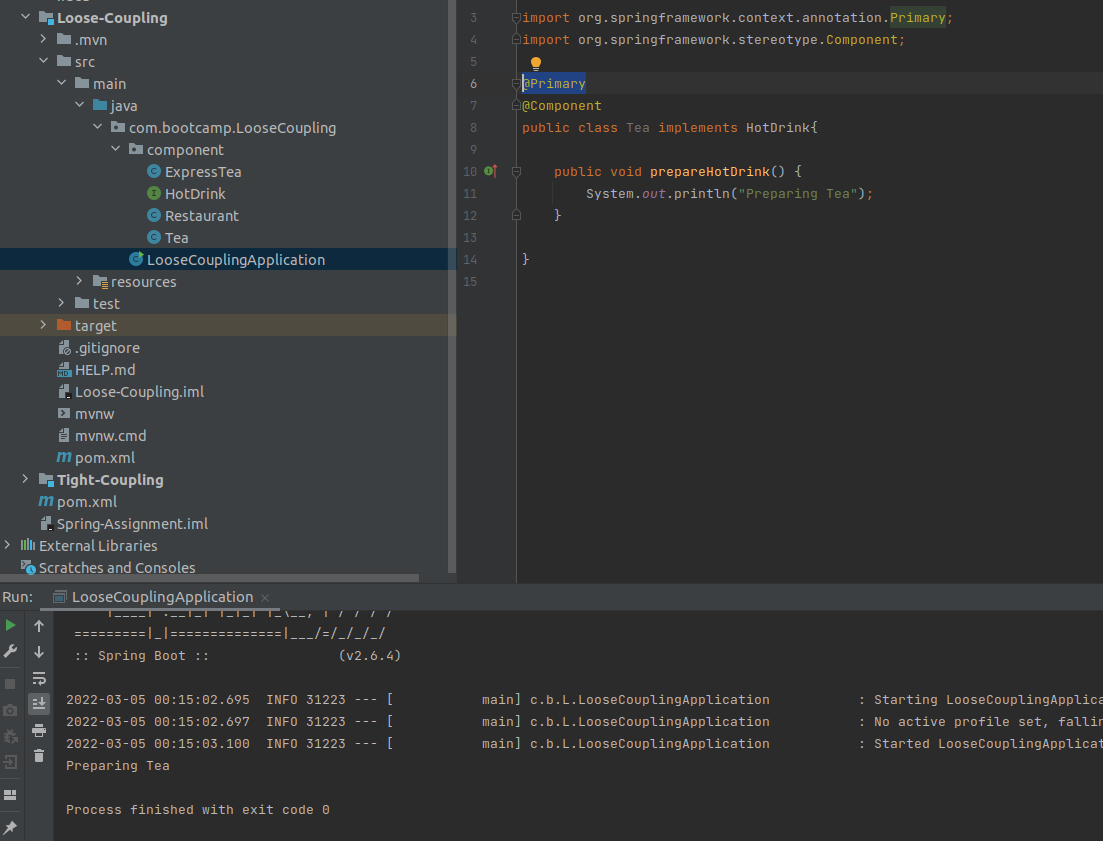 Loose-Coupling
.mvn
src
main
java
com.bootcamp.LooseCoupling
component
ExpressTea
HotDrink
Restaurant
Tea
LooseCouplingApplication
resources
test
target
.gitignore
HELP.md
Loose-Coupling.iml
mvnw
mvnw.cmd
pom.xml
Tight-Coupling
pom.xml
Spring-Assignment.iml
External Libraries
Scratches and Consoles
3 import org.springframework.context.annotation.Primary;
4 import org.springframework.stereotype.Component;
5
6 @Primary
7 @Component
8 public class Tea implements HotDrink{
9
10 public void prepareHotDrink() {
11 System.out.println("Preparing Tea");
12 }
13
14 }
15
Run: LooseCouplingApplication
=========|_|==============|___/=/_/_/_/
:: Spring Boot :: (v2.6.4)
2022-03-05 00:15:02.695 INFO 31223 --- [ main] c.b.L.LooseCouplingApplication : Starting LooseCouplingApplica
2022-03-05 00:15:02.697 INFO 31223 --- [ main] c.b.L.LooseCouplingApplication : No active profile set, fallin
2022-03-05 00:15:03.100 INFO 31223 --- [ main] c.b.L.LooseCouplingApplication : Started LooseCouplingApplicat
Preparing Tea
Process finished with exit code 0